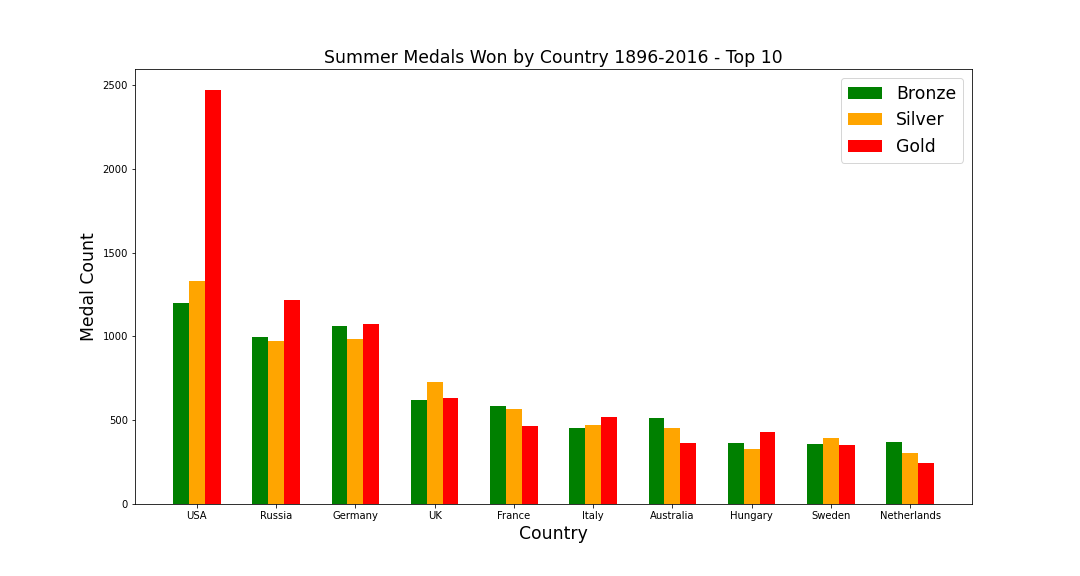 Summer Medals Won by Country 1896-2016 - Top 10
Bronze
Silver
Gold
2500
2000
1500
1000
500
0
Medal Count
USA Russia Germany UK France Italy Australia Hungary Sweden Netherlands
Country